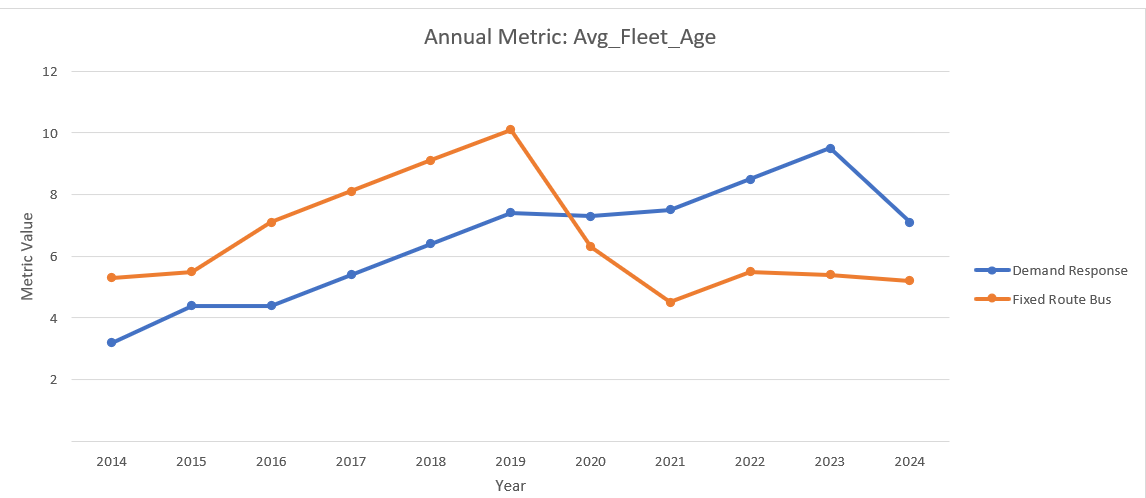 Annual Metric: Avg_Fleet_Age
12
10
8
6
4
2
Metric Value
2014 2015 2016 2017 2018 2019 2020 2021 2022 2023 2024
Year
Demand Response
Fixed Route Bus